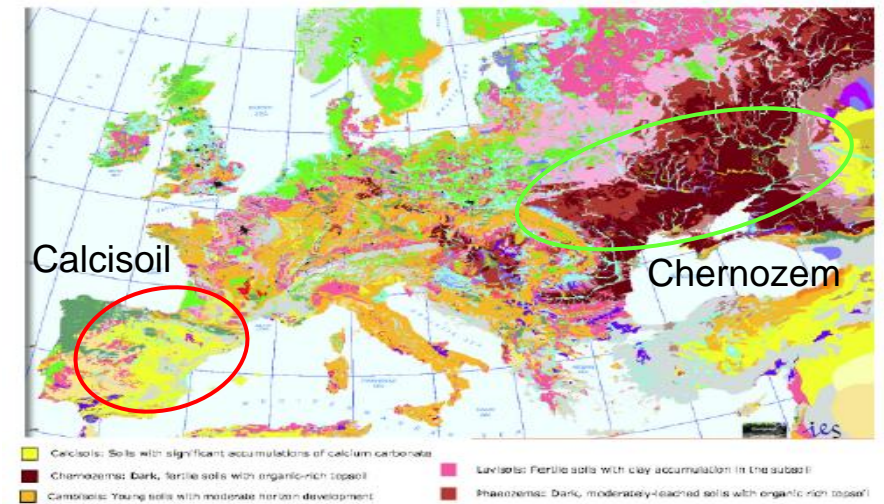 Calcisoil
Chernozem
ies
Calcisols: Soils with significant accumulations of calcium carbonate
Chernozems: Dark, fertile soils with organic-rich topsoil
Cambisols: Young soils with moderate horizon development
Luvisols: Fertile soils with clay accumulation in the subsoil
Phaeozems: Dark, moderately-leached soils with organic rich topsoil